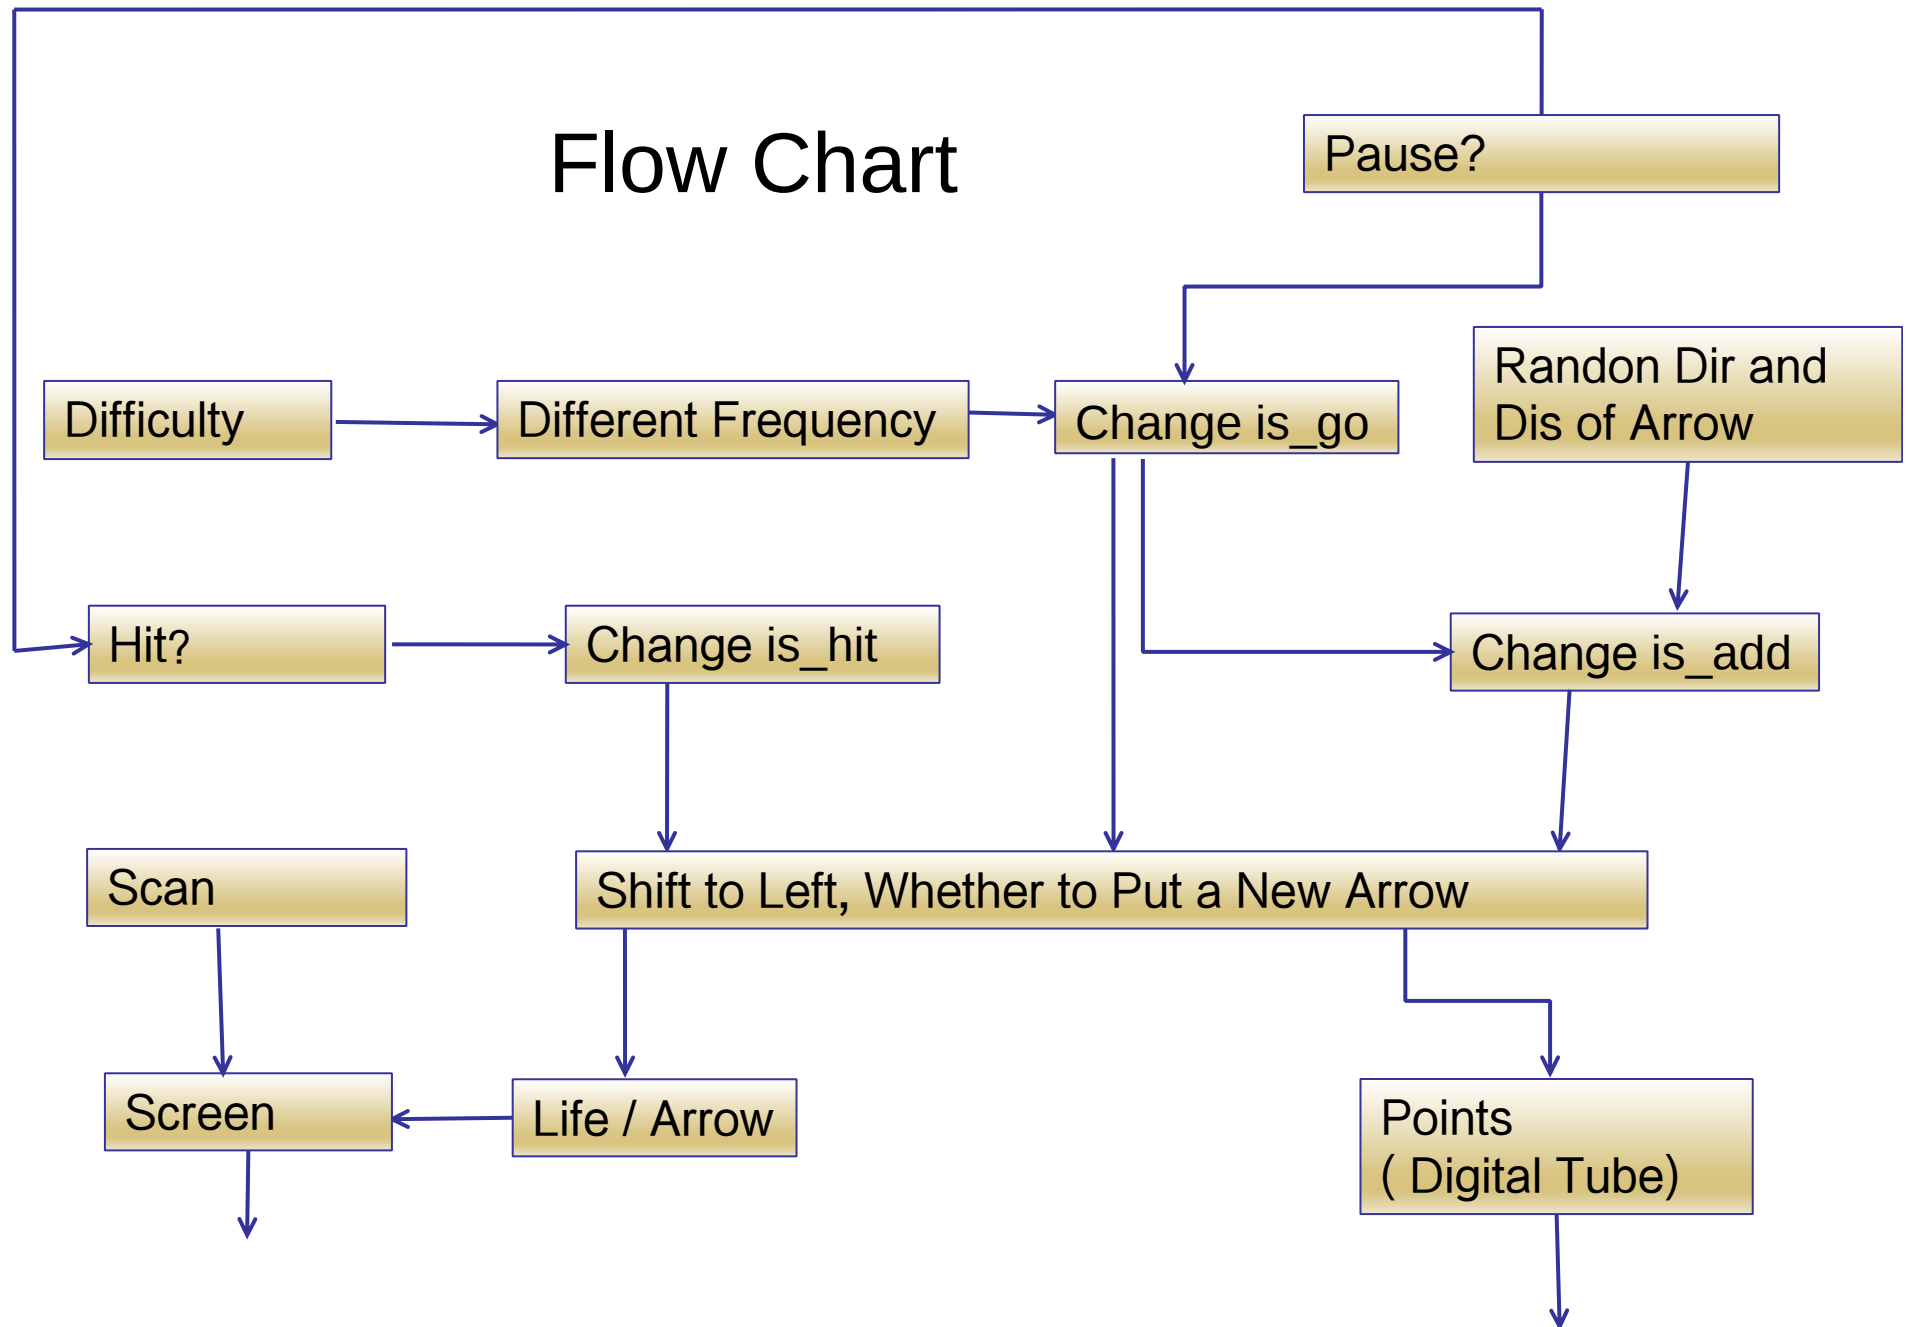 Flow Chart
Pause?
Difficulty
Different Frequency
Change is_go
Randon Dir and
Dis of Arrow
Hit?
Change is_hit
Change is_add
Scan
Shift to Left, Whether to Put a New Arrow
Screen
Life / Arrow
Points
( Digital Tube)